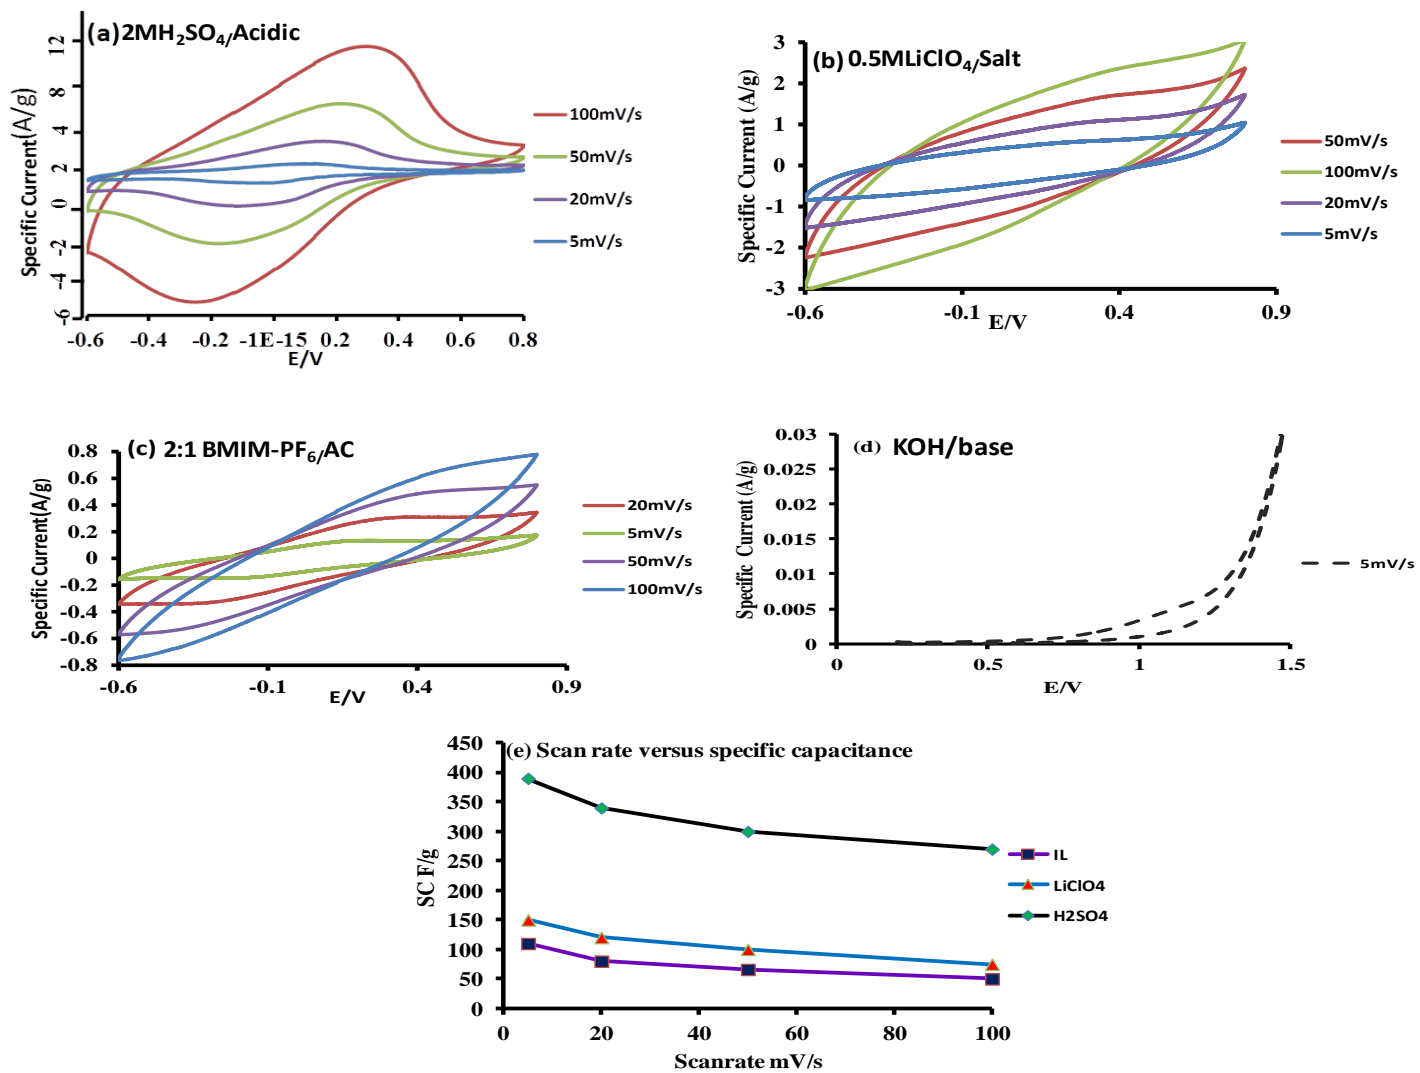 (a) 2MH₂SO₄/Acidic
Specific Current(A/g)
12
8
4
2
0
-2
-4
-6
-0.6 -0.4 -0.2 -1E-15 0.2 0.4 0.6 0.8
E/V
100mV/s
50mV/s
20mV/s
5mV/s
(b) 0.5MLiClO₄/Salt
Specific Current (A/g)
3
2
1
0
-1
-2
-3
-0.6 -0.1 0.4 0.9
E/V
50mV/s
100mV/s
20mV/s
5mV/s
(c) 2:1 BMIM-PF₆/AC
Specific Current(A/g)
0.8
0.6
0.4
0.2
0
-0.2
-0.4
-0.6
-0.8
-0.6 -0.1 0.4 0.9
E/V
20mV/s
5mV/s
50mV/s
100mV/s
(d) KOH/base
Specific Current (A/g)
0.03
0.025
0.02
0.015
0.01
0.005
0
0 0.5 1 1.5
E/V
5mV/s
(e) Scan rate versus specific capacitance
SC F/g
450
400
350
300
250
200
150
100
50
0
0 20 40 60 80 100
Scanrate mV/s
IL
LiClO4
H2SO4